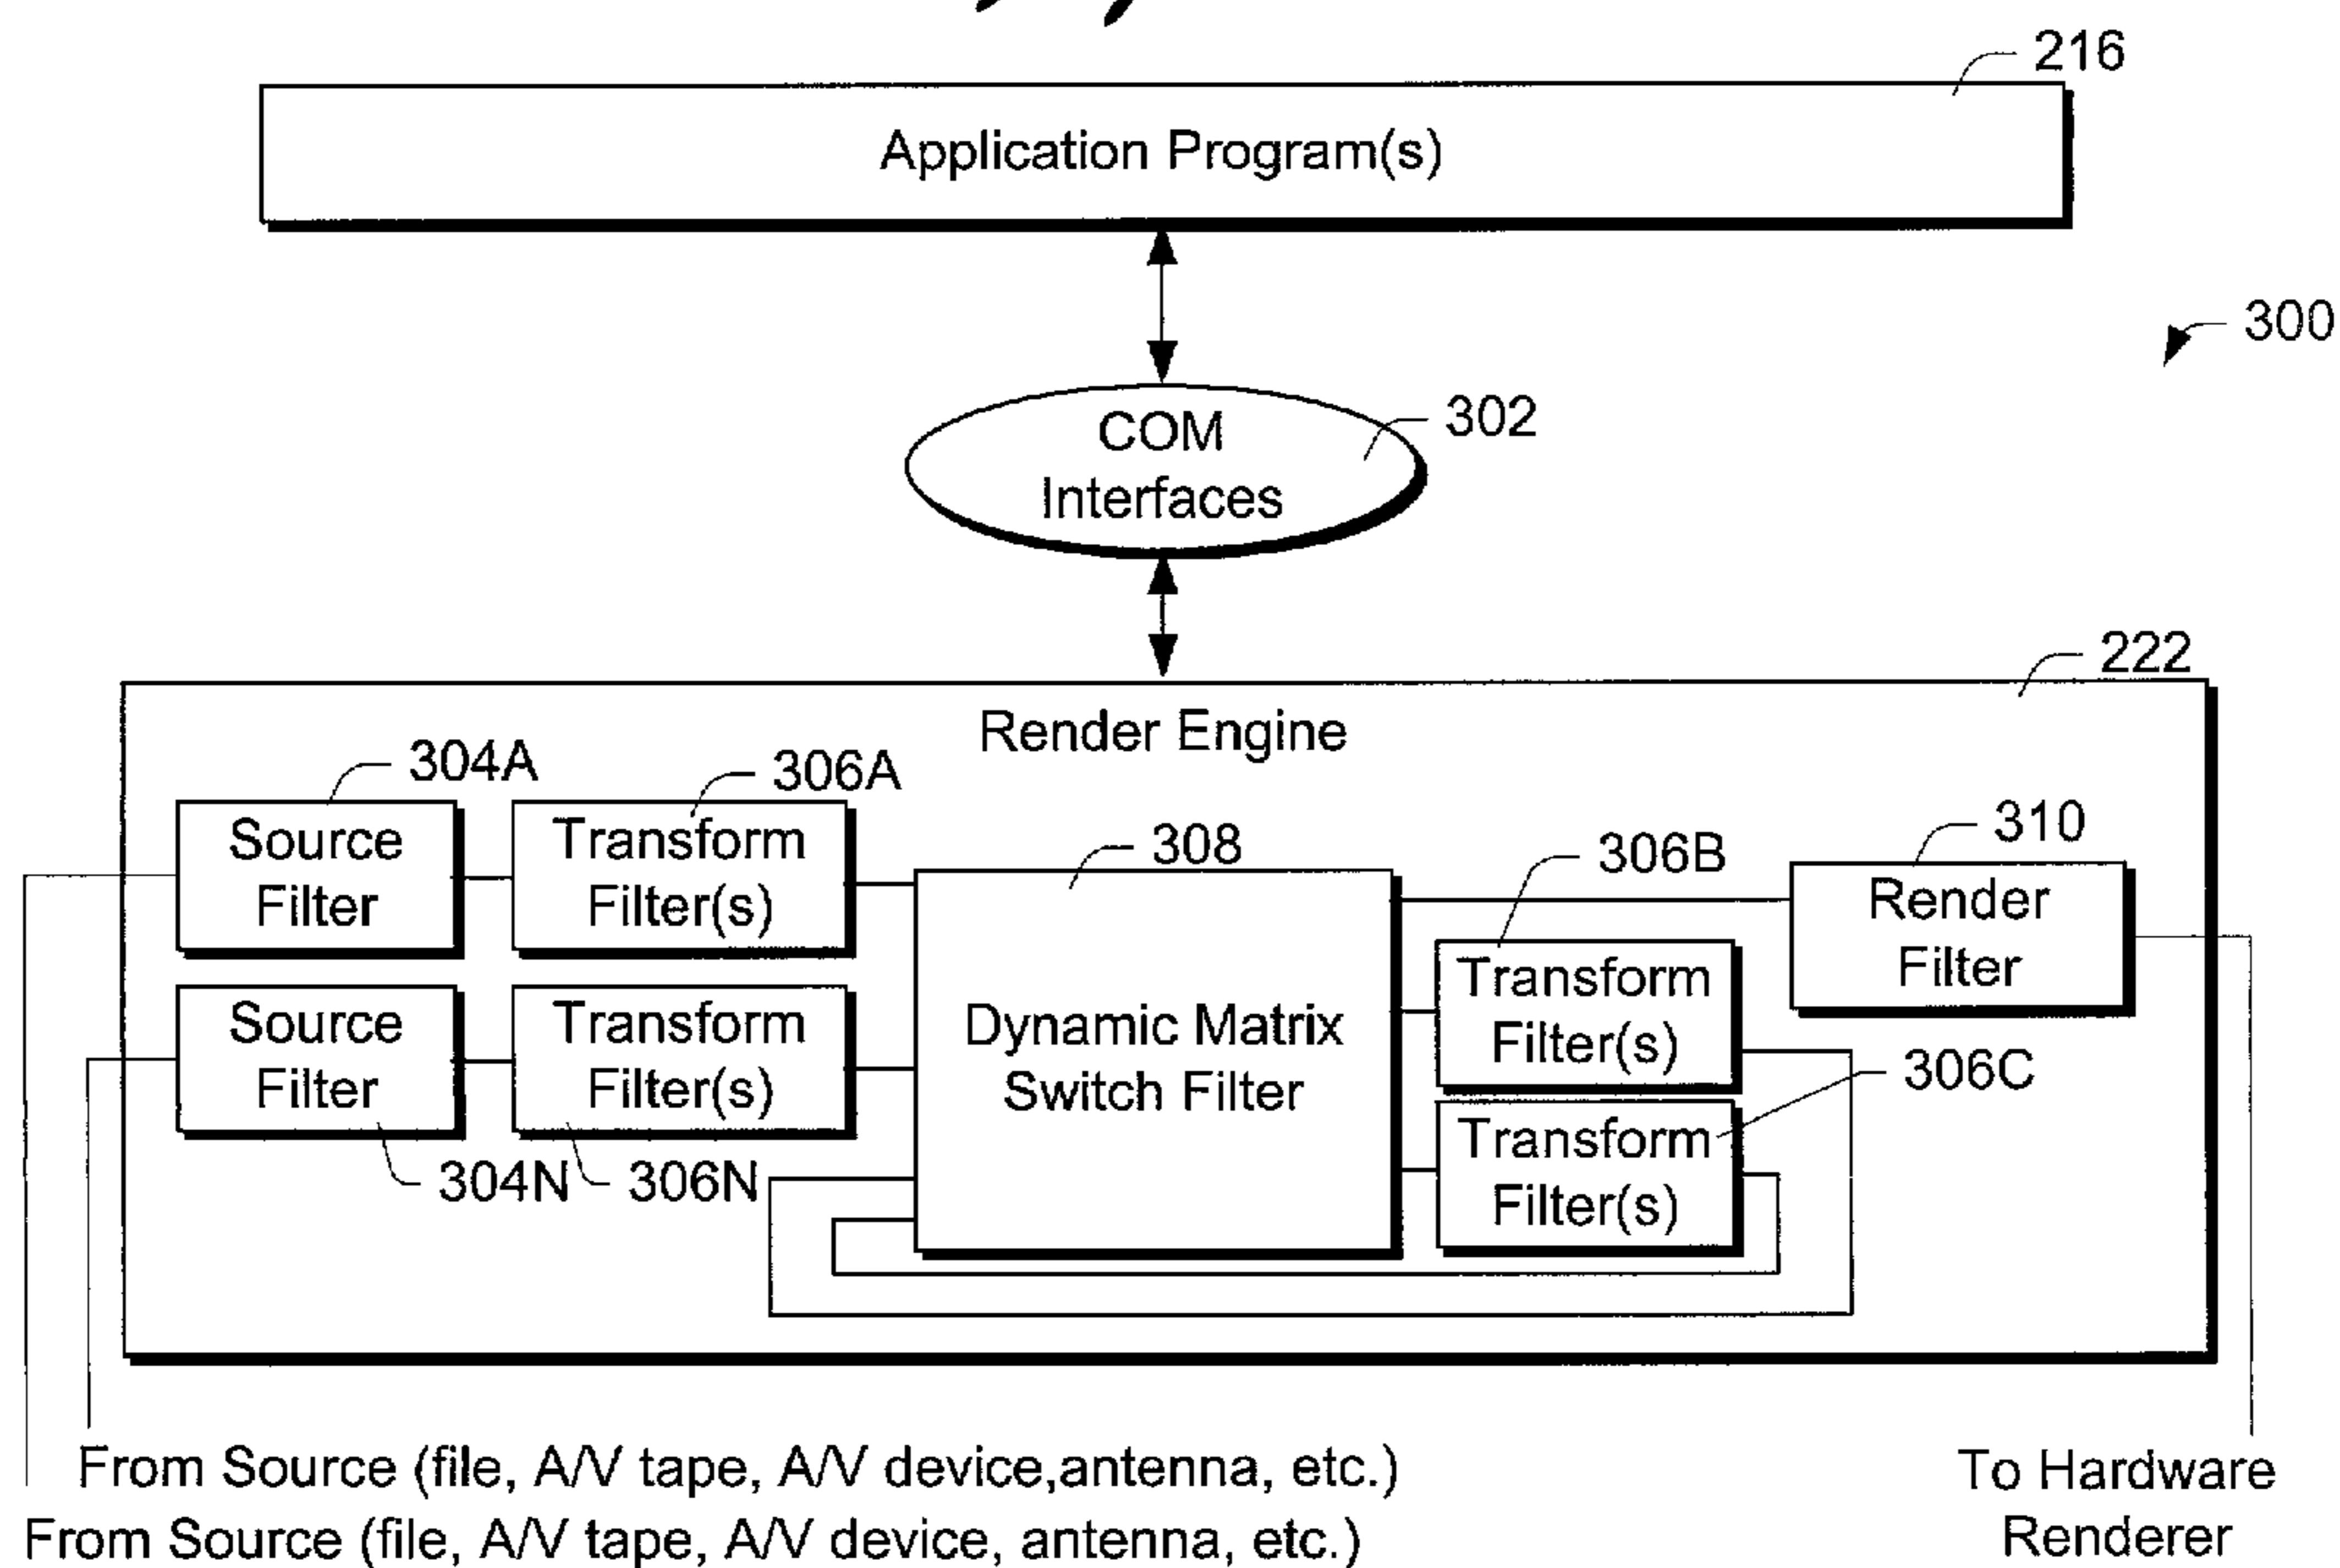 216
Application Program(s)
300
COM
Interfaces
302
222
Render Engine
304A
306A
Source
Filter
Transform
Filter(s)
308
306B
310
Render
Filter
Source
Filter
Transform
Filter(s)
Dynamic Matrix
Switch Filter
Transform
Filter(s)
306C
Transform
Filter(s)
304N
306N
From Source (file, A/V tape, A/V device,antenna, etc.)
From Source (file, A/V tape, A/V device, antenna, etc.)
To Hardware
Renderer